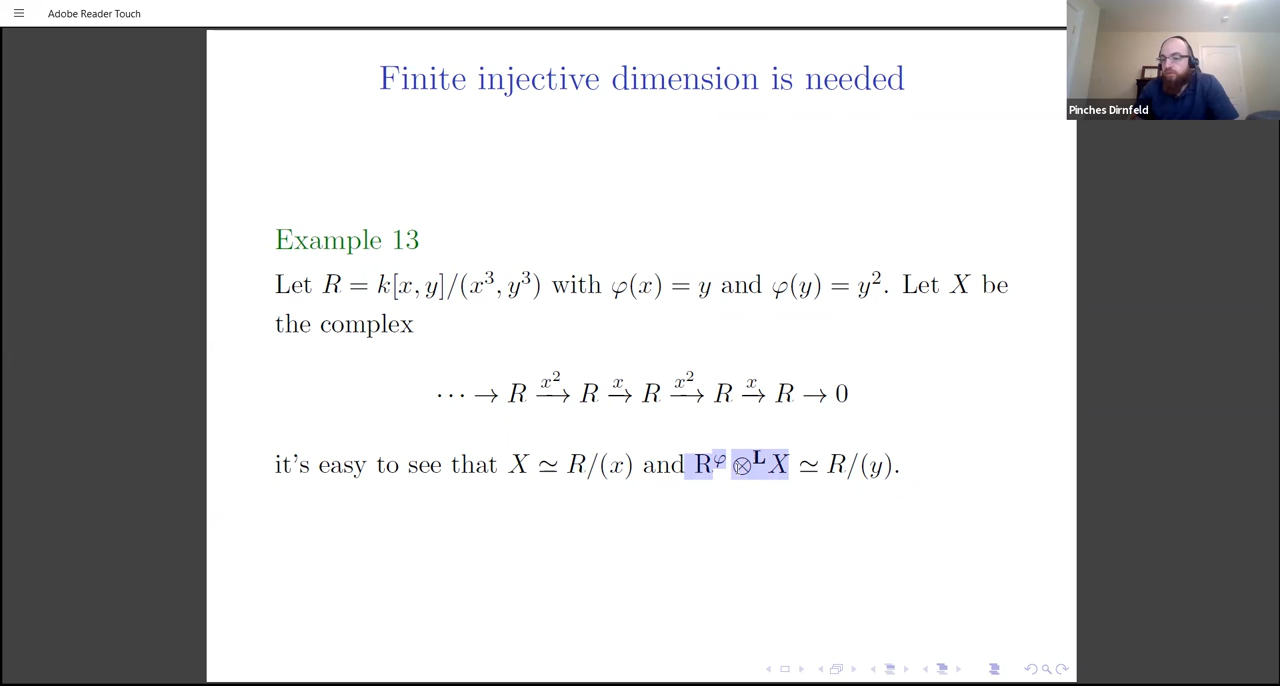 Adobe Reader Touch
Finite injective dimension is needed
Pinches Dirnfeld
Example 13
Let R = k[x, y]/(x³, y³) with φ(x) = y and φ(y) = y². Let X be
the complex
⋯ → R —x²→ R —x→ R —x²→ R —x→ R → 0
it's easy to see that X ≃ R/(x) and R^φ ⊗^L X ≃ R/(y).